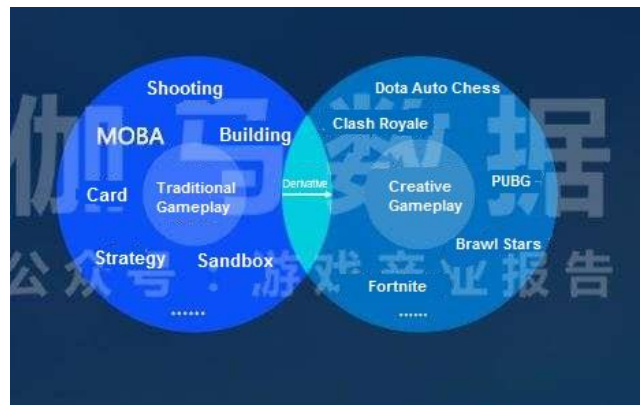 Shooting
MOBA
Building
Card
Traditional
Gameplay
Strategy
Sandbox
......
Derivative
Dota Auto Chess
Clash Royale
PUBG
Creative
Gameplay
Brawl Stars
Fortnite
......
伽马数据
公众号：游戏产业报告